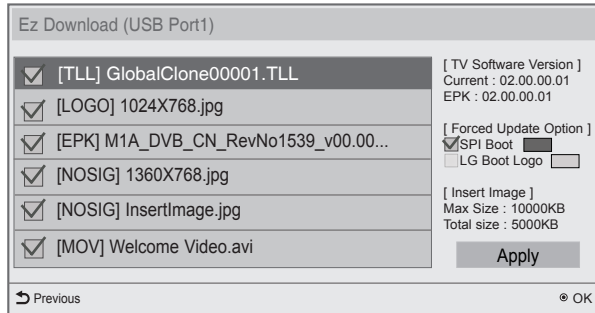 Ez Download (USB Port1)
[TLL] GlobalClone00001.TLL
[LOGO] 1024X768.jpg
[EPK] M1A_DVB_CN_RevNo1539_v00.00...
[NOSIG] 1360X768.jpg
[NOSIG] InsertImage.jpg
[MOV] Welcome Video.avi
[ TV Software Version ]
Current : 02.00.00.01
EPK : 02.00.00.01
[ Forced Update Option ]
SPI Boot
LG Boot Logo
[ Insert Image ]
Max Size : 10000KB
Total size : 5000KB
Apply
Previous
OK